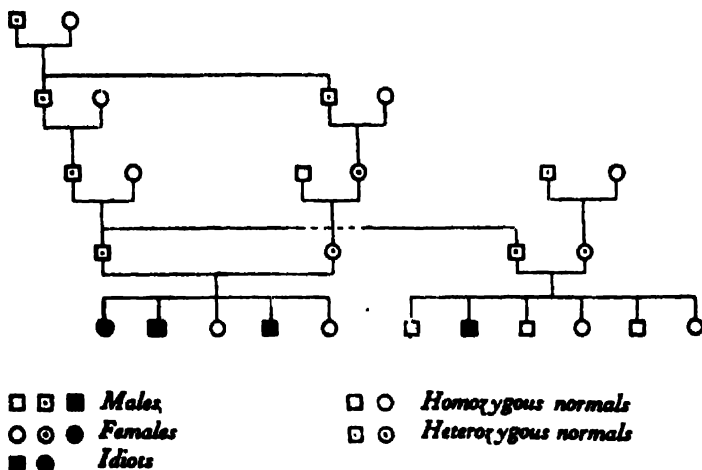 Males
Homozygous normals
Females
Heterozygous normals
Idiots